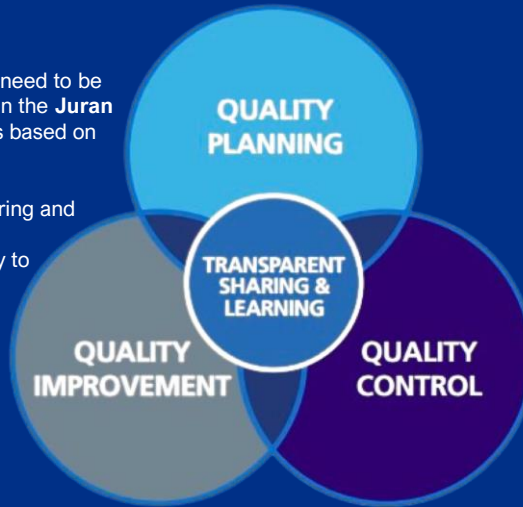 need to be
n the Juran
s based on
ring and
y to
QUALITY
PLANNING
TRANSPARENT
SHARING &
LEARNING
QUALITY
IMPROVEMENT
QUALITY
CONTROL